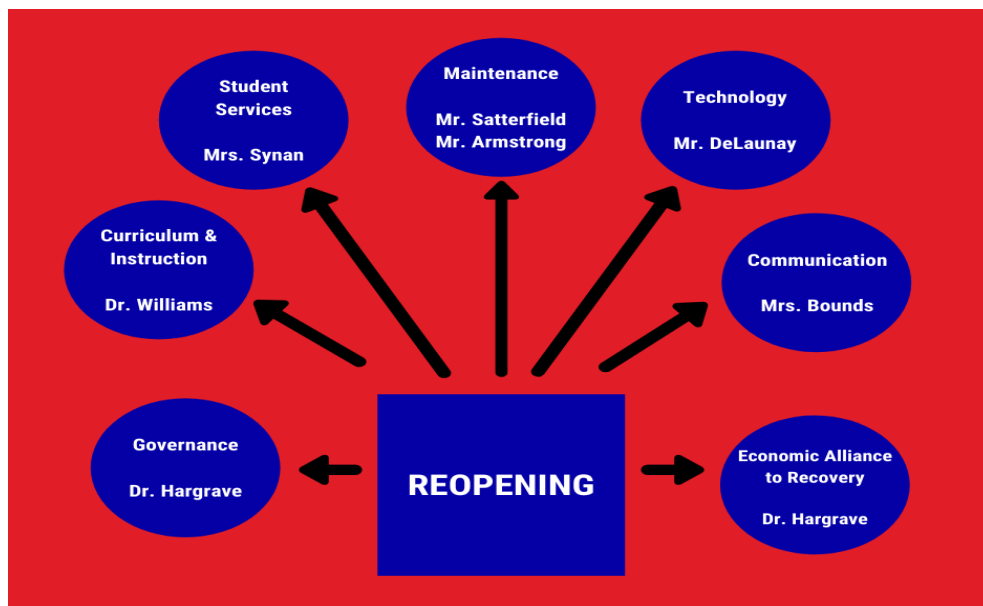 Student
Services
Mrs. Synan
Maintenance
Mr. Satterfield
Mr. Armstrong
Technology
Mr. DeLaunay
Curriculum &
Instruction
Dr. Williams
Communication
Mrs. Bounds
Governance
Dr. Hargrave
REOPENING
Economic Alliance
to Recovery
Dr. Hargrave